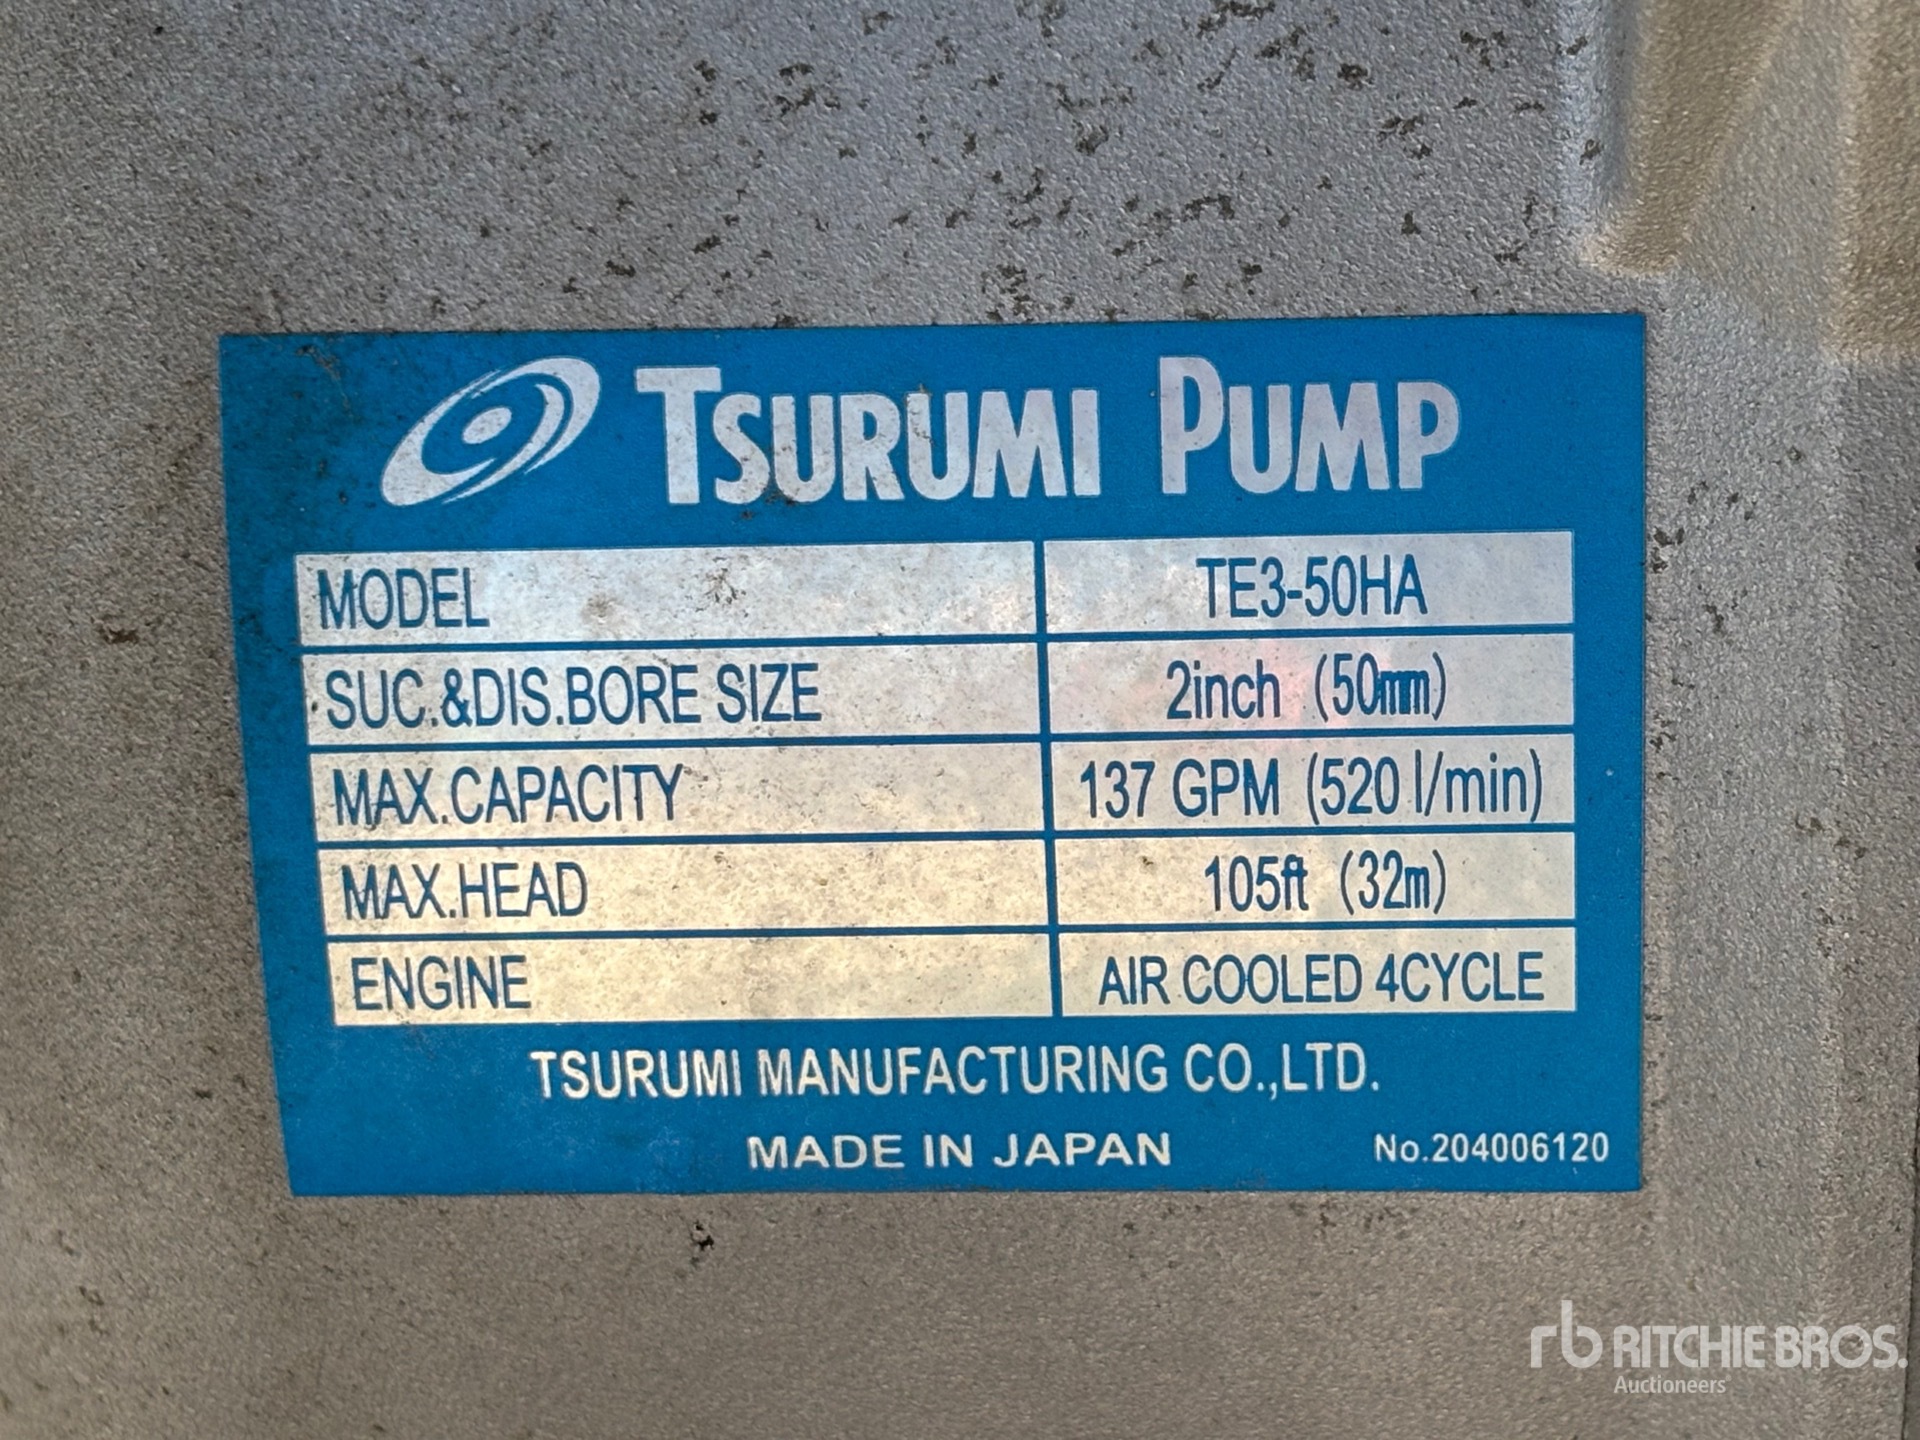 TSURUMI PUMP
MODEL TE3-50HA
SUC.&DIS.BORE SIZE 2inch (50mm)
MAX.CAPACITY 137 GPM (520 l/min)
MAX.HEAD 105ft (32m)
ENGINE AIR COOLED 4CYCLE
TSURUMI MANUFACTURING CO.,LTD.
MADE IN JAPAN No.204006120
rb RITCHIE BROS.
Auctioneers